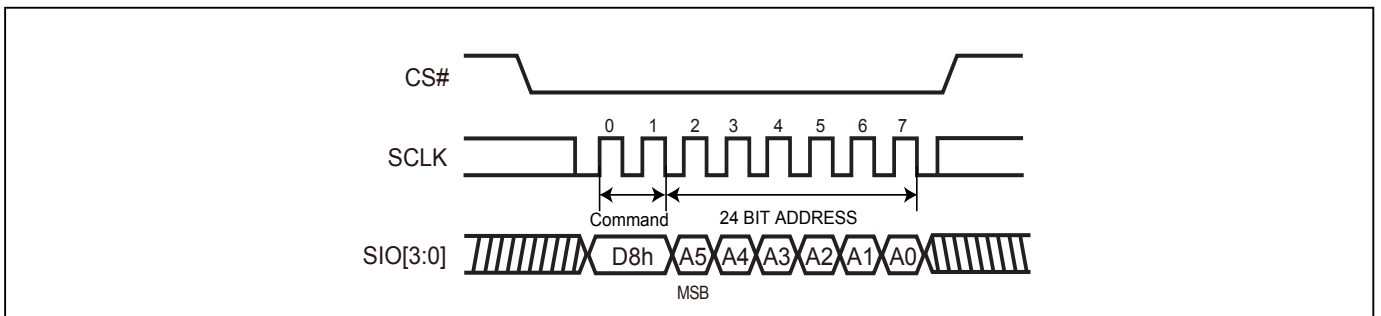 CS#
0 1 2 3 4 5 6 7
SCLK
Command 24 BIT ADDRESS
SIO[3:0] D8h A5 A4 A3 A2 A1 A0
MSB